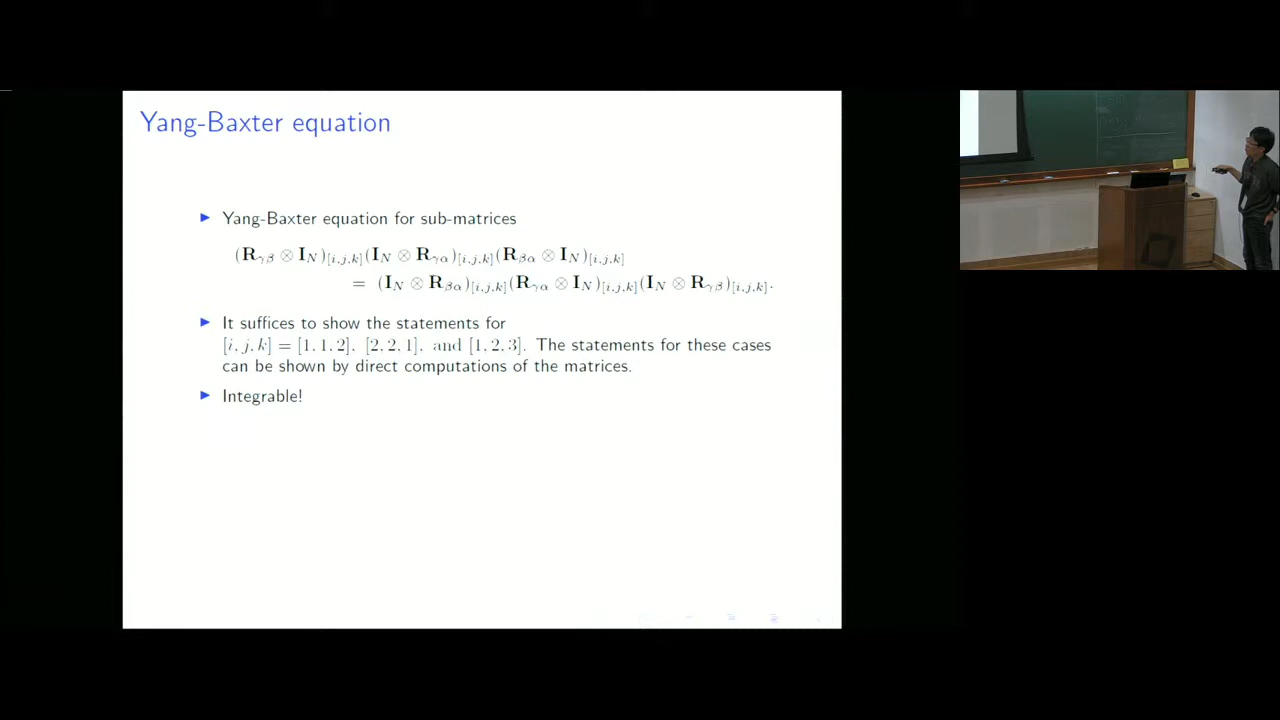 Yang-Baxter equation
▶ Yang-Baxter equation for sub-matrices
(R_{γβ} ⊗ I_N)_{[i,j,k]}(I_N ⊗ R_{γα})_{[i,j,k]}(R_{βα} ⊗ I_N)_{[i,j,k]}
= (I_N ⊗ R_{βα})_{[i,j,k]}(R_{γα} ⊗ I_N)_{[i,j,k]}(I_N ⊗ R_{γβ})_{[i,j,k]}.
▶ It suffices to show the statements for
[i, j, k] = [1, 1, 2], [2, 2, 1], and [1, 2, 3]. The statements for these cases
can be shown by direct computations of the matrices.
▶ Integrable!